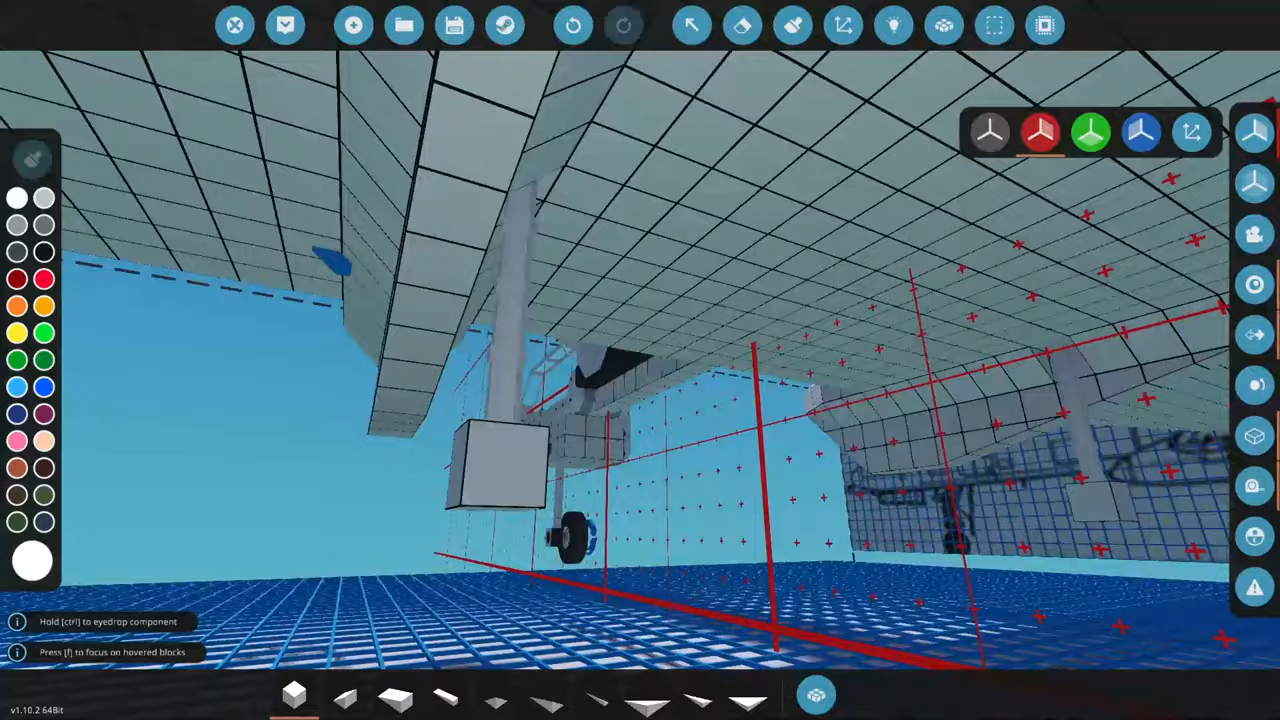 Hold [ctrl] to eyedrop component
Press [f] to focus on hovered blocks
v1.10.2 64Bit